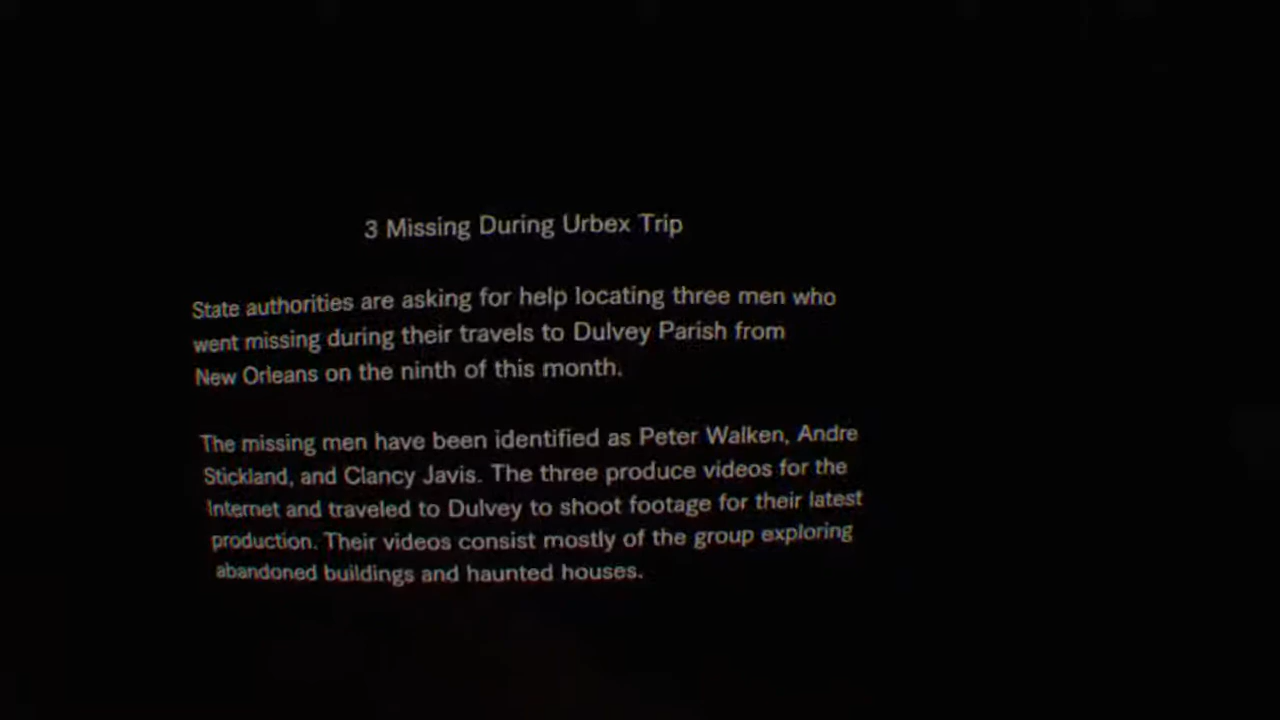 3 Missing During Urbex Trip
State authorities are asking for help locating three men who
went missing during their travels to Dulvey Parish from
New Orleans on the ninth of this month.
The missing men have been identified as Peter Walken, Andre
Stickland, and Clancy Javis. The three produce videos for the
Internet and traveled to Dulvey to shoot footage for their latest
production. Their videos consist mostly of the group exploring
abandoned buildings and haunted houses.